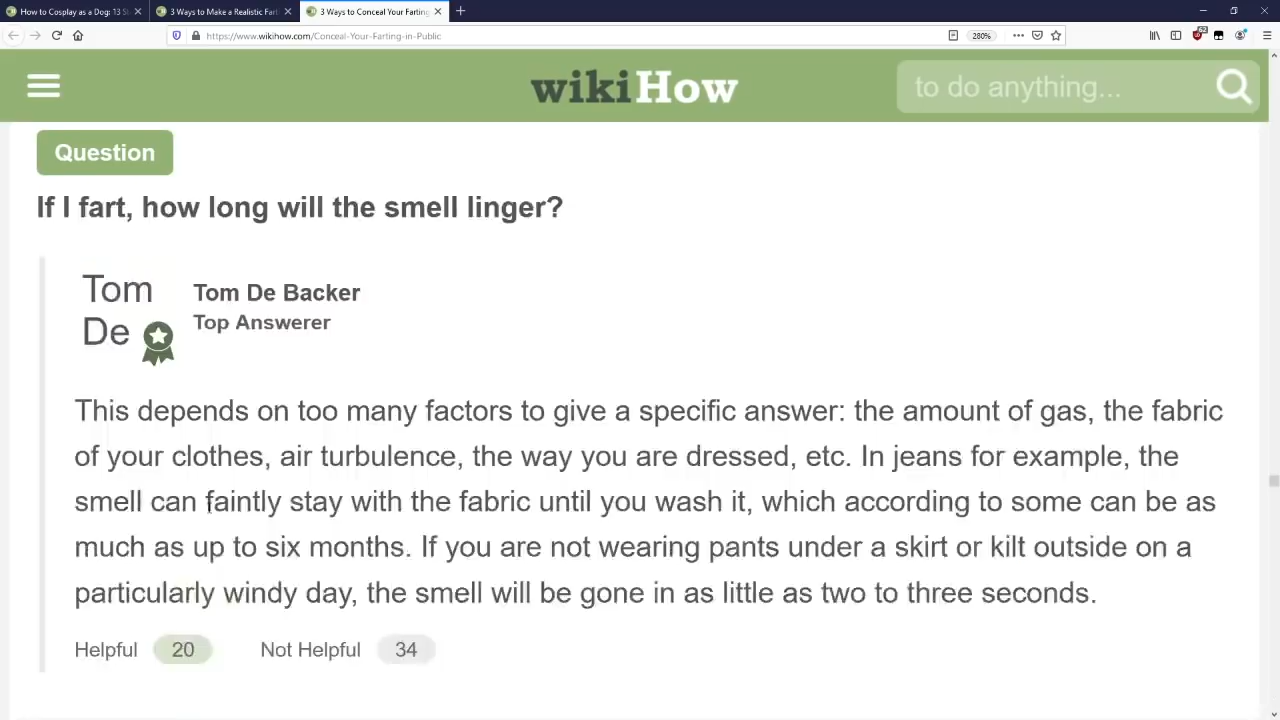 How to Cosplay as a Dog: 13 St
3 Ways to Make a Realistic Fart
3 Ways to Conceal Your Farting
https://www.wikihow.com/Conceal-Your-Farting-in-Public
280%
wikiHow
to do anything...
Question
If I fart, how long will the smell linger?
Tom
De
Tom De Backer
Top Answerer
This depends on too many factors to give a specific answer: the amount of gas, the fabric
of your clothes, air turbulence, the way you are dressed, etc. In jeans for example, the
smell can faintly stay with the fabric until you wash it, which according to some can be as
much as up to six months. If you are not wearing pants under a skirt or kilt outside on a
particularly windy day, the smell will be gone in as little as two to three seconds.
Helpful 20 Not Helpful 34